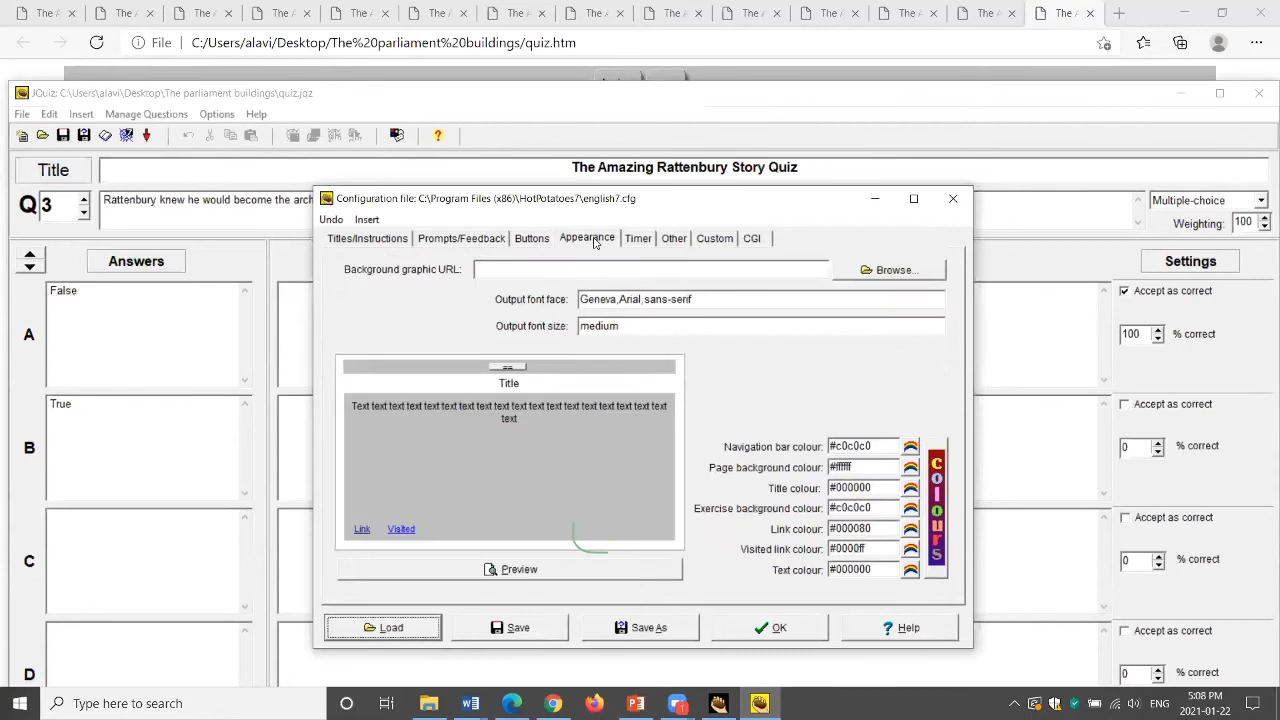 The A
The A
The A
The A
The A
The A
The A
The A
The A
The A
The A
The A
The A
The A
File
C:/Users/alavi/Desktop/The%20parliament%20buildings/quiz.htm
JQuiz: C:\Users\alavi\Desktop\The parliament buildings\quiz.jqz
File Edit Insert Manage Questions Options Help
Title
The Amazing Rattenbury Story Quiz
Q 3
Rattenbury knew he would become the arch
Multiple-choice
Weighting: 100
Configuration file: C:\Program Files (x86)\HotPotatoes7\english7.cfg
Undo Insert
Titles/Instructions Prompts/Feedback Buttons Appearance Timer Other Custom CGI
Answers
Settings
Background graphic URL:
Browse...
Output font face: Geneva,Arial,sans-serif
Output font size: medium
A
False
Accept as correct
100 % correct
=>
Title
Text text text text text text text text text text text text text text text text text text
text
Link Visited
Preview
Navigation bar colour: #c0c0c0
Page background colour: #ffffff
Title colour: #000000
Exercise background colour: #c0c0c0
Link colour: #000080
Visited link colour: #0000ff
Text colour: #000000
colours
B
True
Accept as correct
0 % correct
C
Accept as correct
0 % correct
Load Save Save As OK Help
D
Accept as correct
0 % correct
Type here to search
1
5:08 PM
2021-01-22